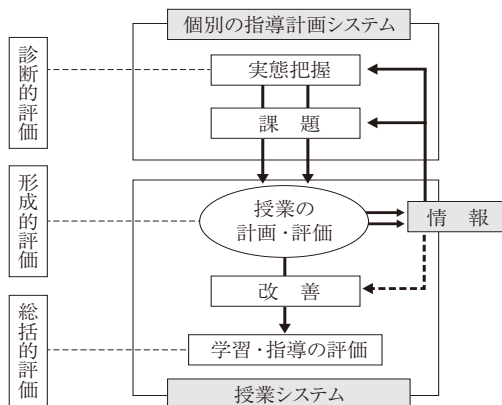 個別の指導計画システム
診断的評価
実態把握
課　題
形成的評価
授業の
計画・評価
情　報
改　善
総括的評価
学習・指導の評価
授業システム